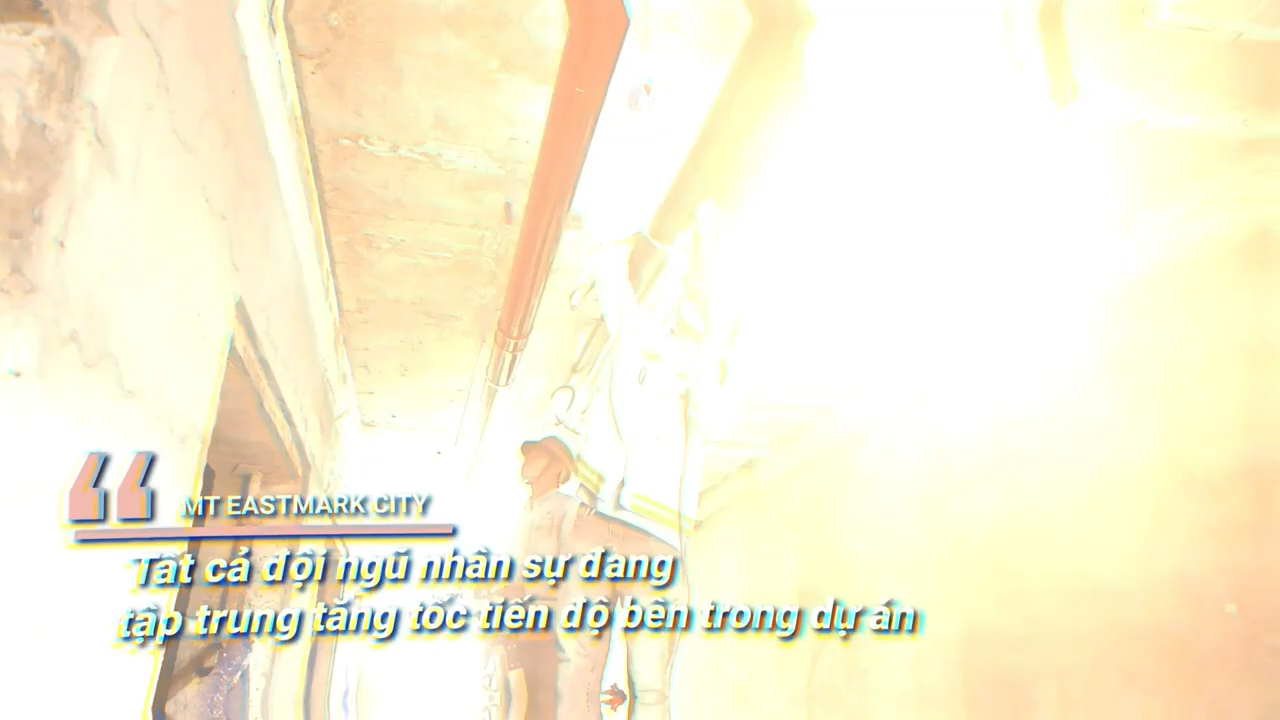 MT EASTMARK CITY
Tất cả đội ngũ nhân sự đang
tập trung tăng tốc tiến độ bên trong dự án